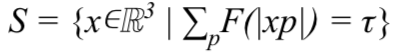 S = {x∈ℝ³ | ∑ₚF(|xp|) = τ}